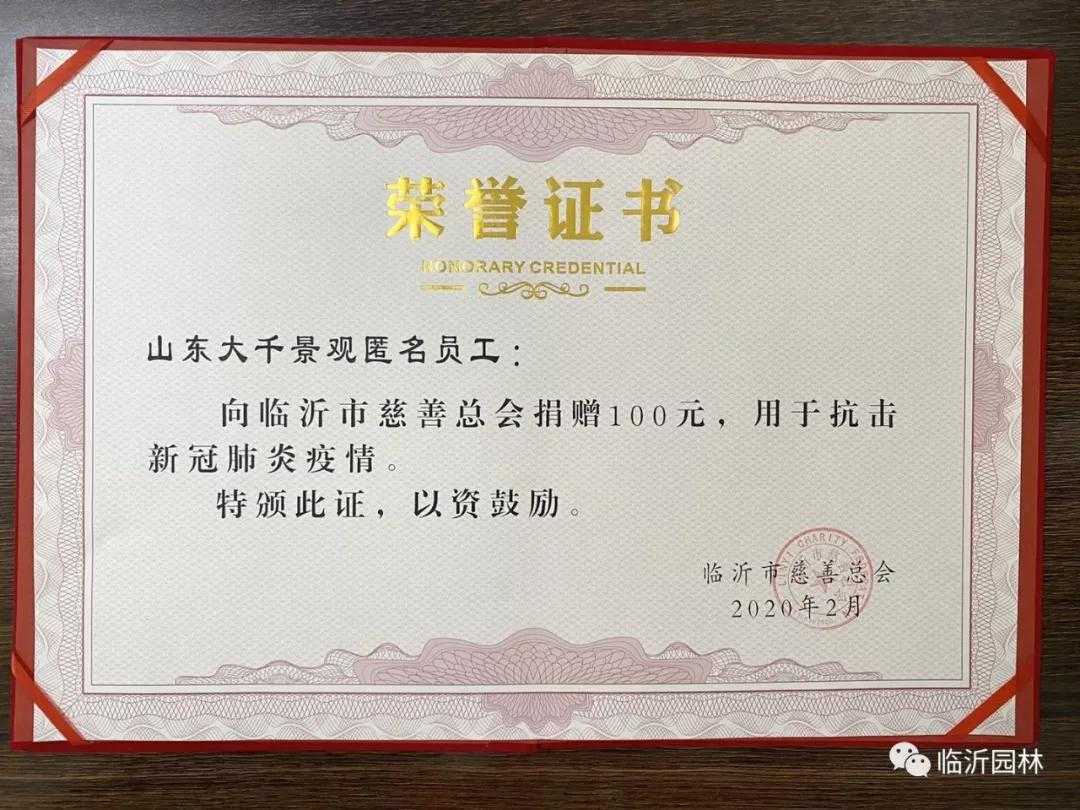 荣誉证书
HONORARY CREDENTIAL
山东大千景观匿名员工：
向临沂市慈善总会捐赠100元，用于抗击
新冠肺炎疫情。
特颁此证，以资鼓励。
临沂市慈善总会
2020年2月
临沂园林